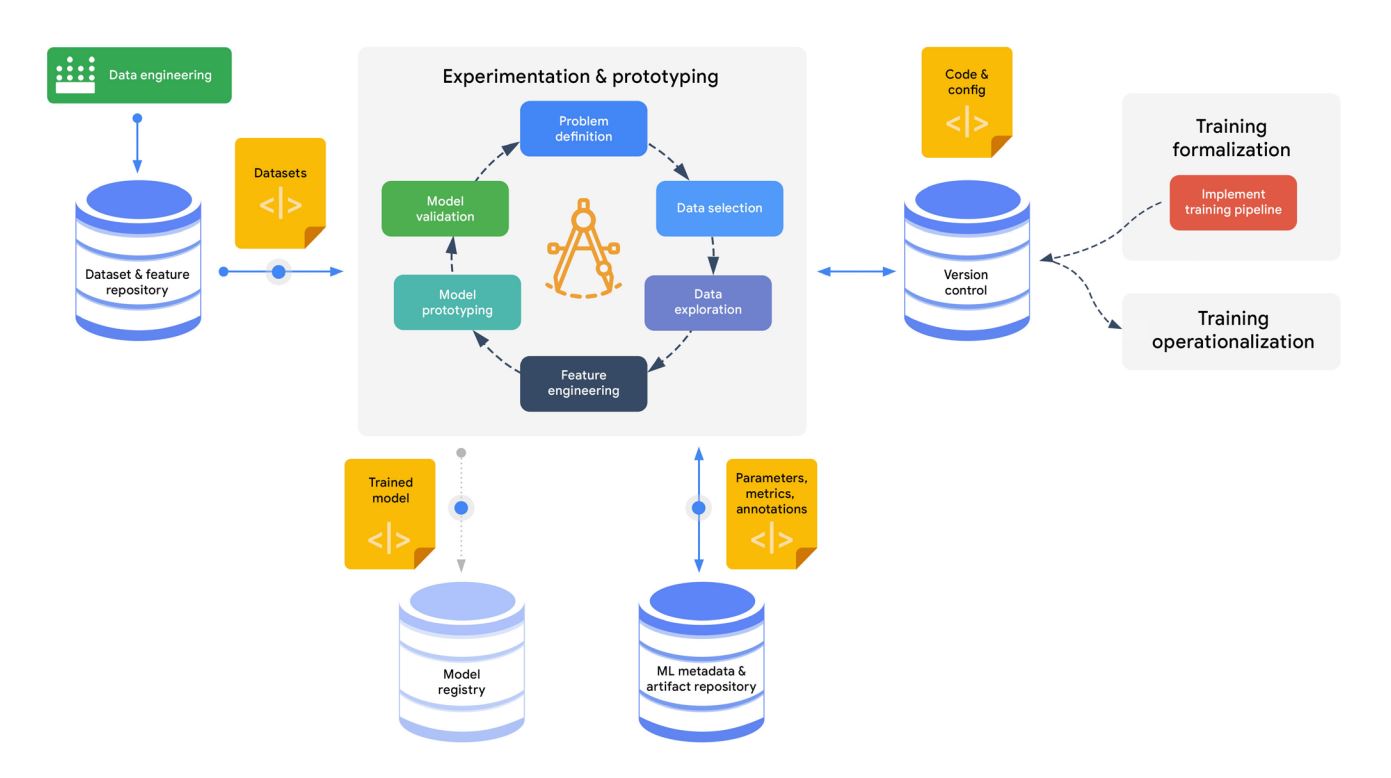 Data engineering
Datasets
</>
Dataset & feature
repository
Experimentation & prototyping
Problem
definition
Data selection
Data
exploration
Feature
engineering
Model
prototyping
Model
validation
Code &
config
</>
Version
control
Training
formalization
Implement
training pipeline
Training
operationalization
Trained
model
</>
Model
registry
Parameters,
metrics,
annotations
</>
ML metadata &
artifact repository